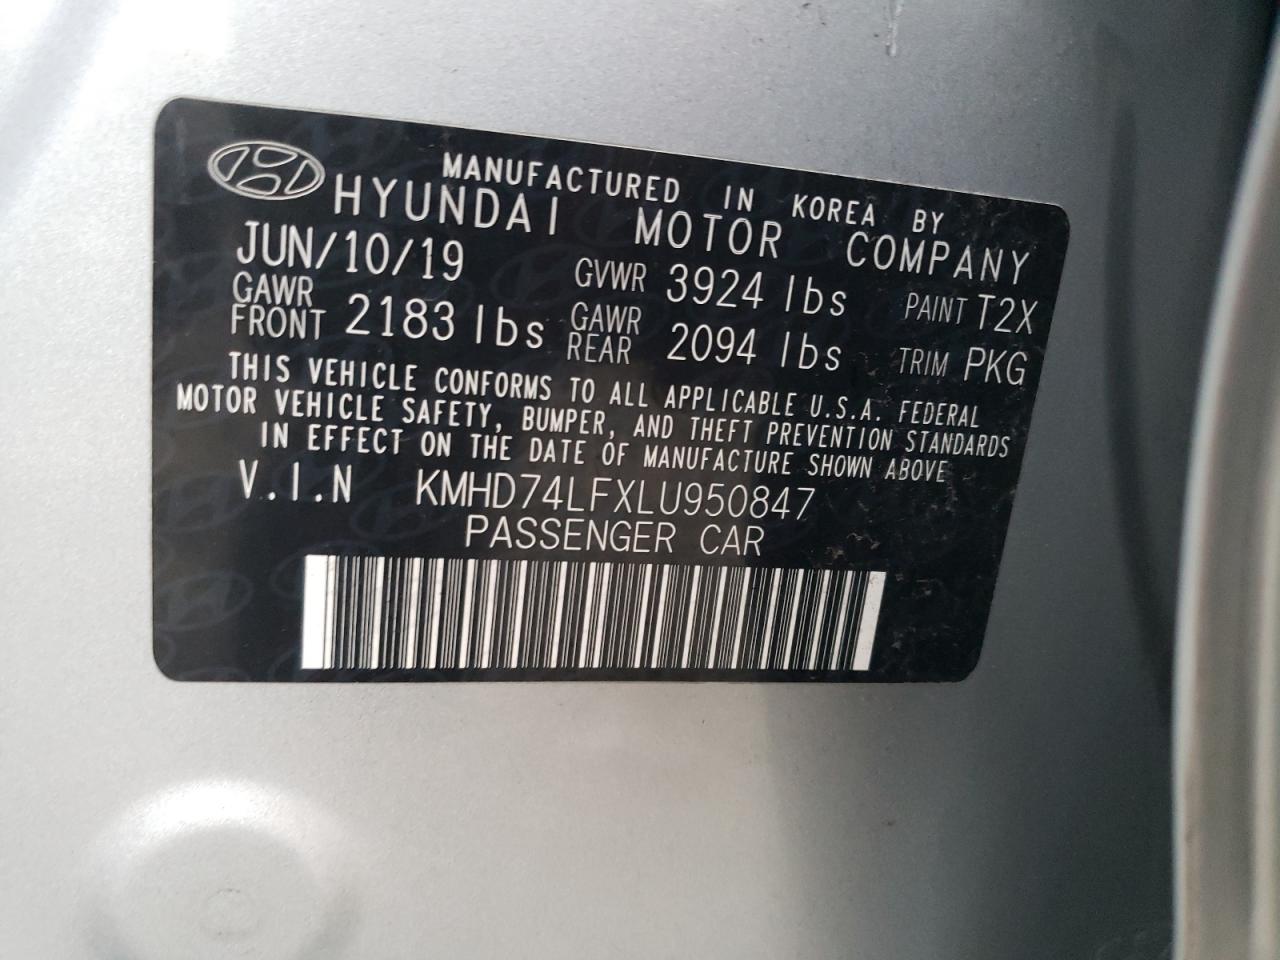 MANUFACTURED IN KOREA BY
HYUNDAI MOTOR COMPANY
JUN/10/19 GVWR 3924 lbs PAINT T2X
GAWR FRONT 2183 lbs GAWR REAR 2094 lbs TRIM PKG
THIS VEHICLE CONFORMS TO ALL APPLICABLE U.S.A. FEDERAL
MOTOR VEHICLE SAFETY, BUMPER, AND THEFT PREVENTION STANDARDS
IN EFFECT ON THE DATE OF MANUFACTURE SHOWN ABOVE
V.I.N KMHD74LFXLU950847
PASSENGER CAR